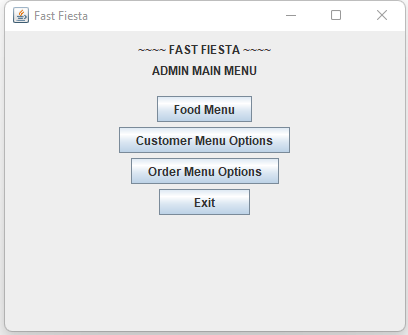 Fast Fiesta
~~~~ FAST FIESTA ~~~~
ADMIN MAIN MENU
Food Menu
Customer Menu Options
Order Menu Options
Exit